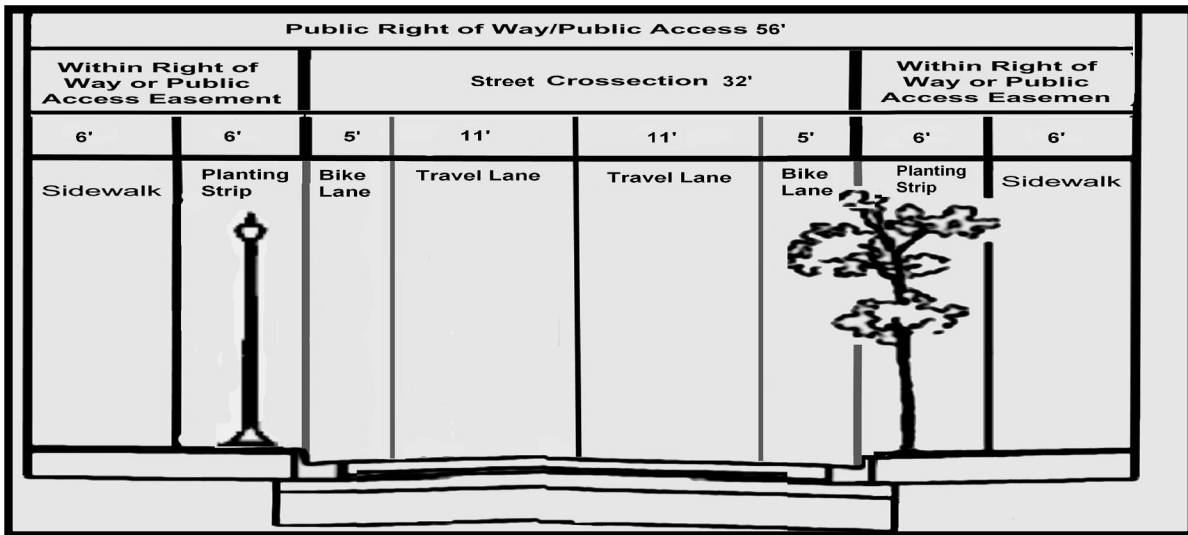 Public Right of Way/Public Access 56'
Within Right of
Way or Public
Access Easement
Street Crossection 32'
Within Right of
Way or Public
Access Easemen
6' 6' 5' 11' 11' 5' 6' 6'
Sidewalk
Planting
Strip
Bike
Lane
Travel Lane
Travel Lane
Bike
Lane
Planting
Strip
Sidewalk